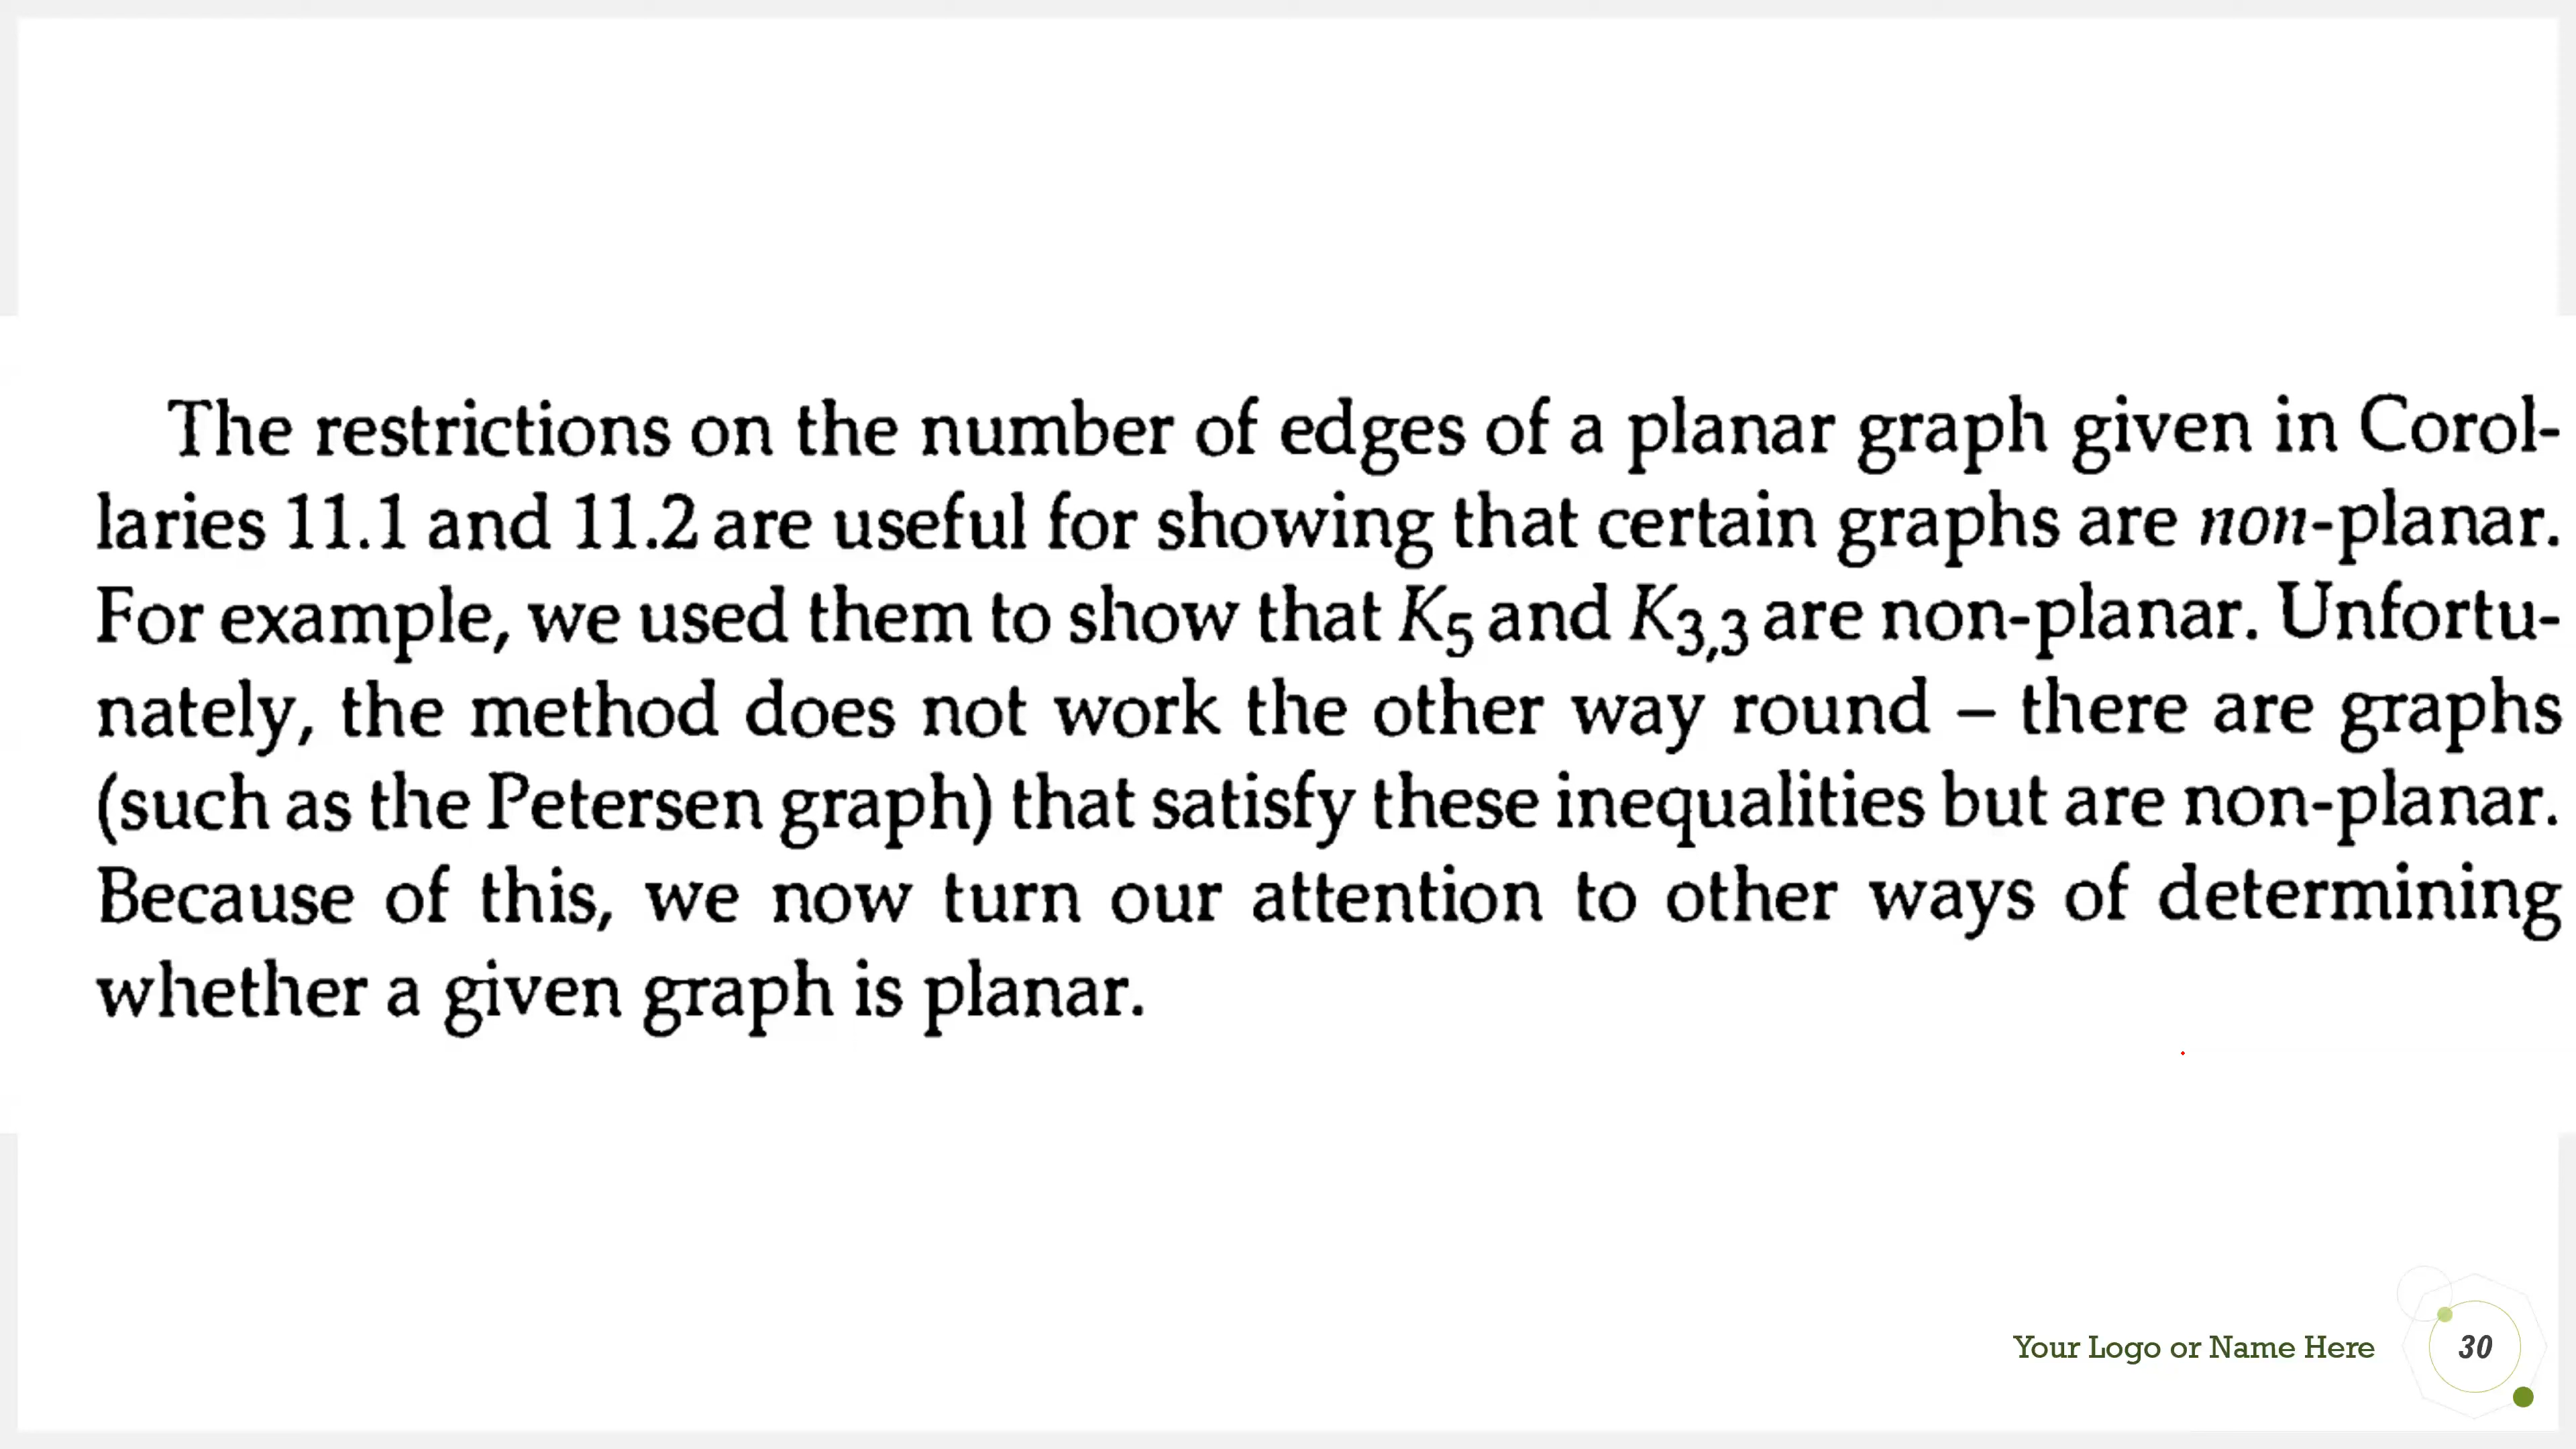 The restrictions on the number of edges of a planar graph given in Corol-
laries 11.1 and 11.2 are useful for showing that certain graphs are non-planar.
For example, we used them to show that K5 and K3,3 are non-planar. Unfortu-
nately, the method does not work the other way round – there are graphs
(such as the Petersen graph) that satisfy these inequalities but are non-planar.
Because of this, we now turn our attention to other ways of determining
whether a given graph is planar.
Your Logo or Name Here
30